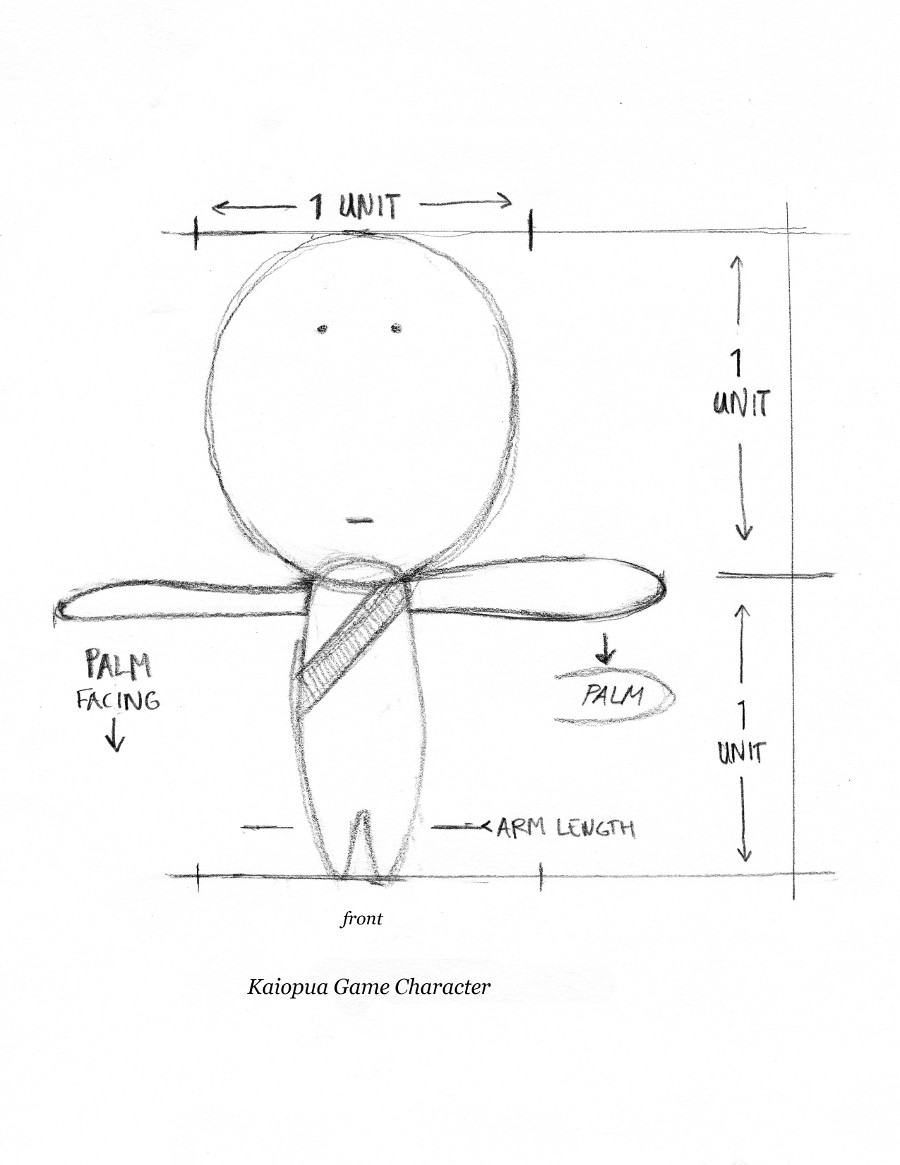 1 UNIT
1
UNIT
PALM
FACING
PALM
1
UNIT
ARM LENGTH
front
Kaiopua Game Character